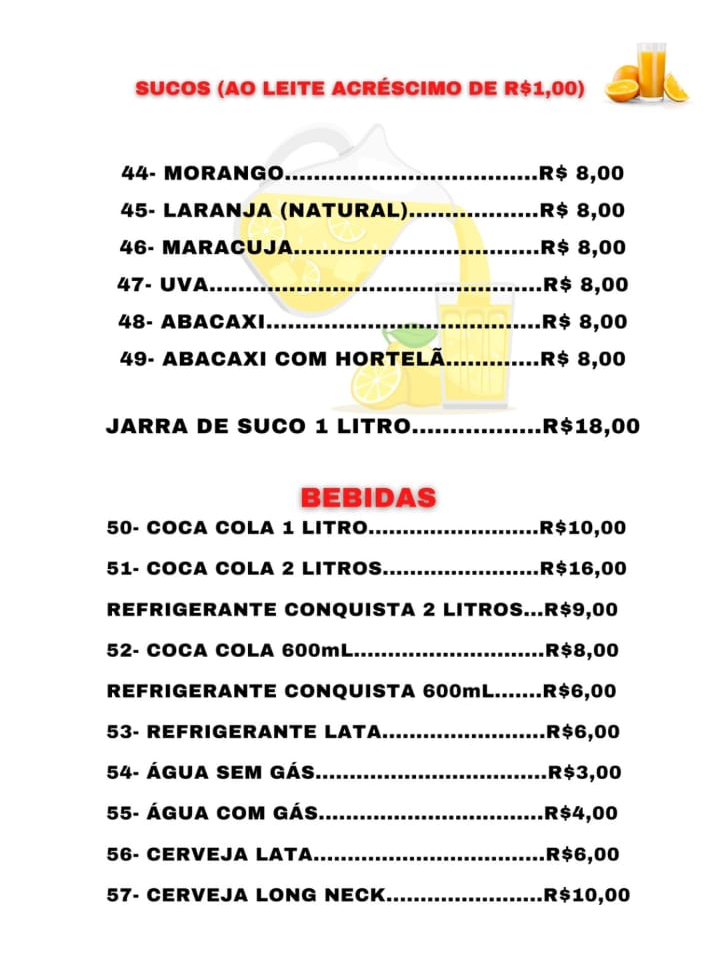 SUCOS (AO LEITE ACRÉSCIMO DE R$1,00)
44- MORANGO...................................R$ 8,00
45- LARANJA (NATURAL)..................R$ 8,00
46- MARACUJA..................................R$ 8,00
47- UVA..............................................R$ 8,00
48- ABACAXI......................................R$ 8,00
49- ABACAXI COM HORTELÃ.............R$ 8,00
JARRA DE SUCO 1 LITRO..................R$18,00
BEBIDAS
50- COCA COLA 1 LITRO.........................R$10,00
51- COCA COLA 2 LITROS.......................R$16,00
REFRIGERANTE CONQUISTA 2 LITROS...R$9,00
52- COCA COLA 600mL............................R$8,00
REFRIGERANTE CONQUISTA 600mL.......R$6,00
53- REFRIGERANTE LATA........................R$6,00
54- ÁGUA SEM GÁS..................................R$3,00
55- ÁGUA COM GÁS.................................R$4,00
56- CERVEJA LATA..................................R$6,00
57- CERVEJA LONG NECK.......................R$10,00